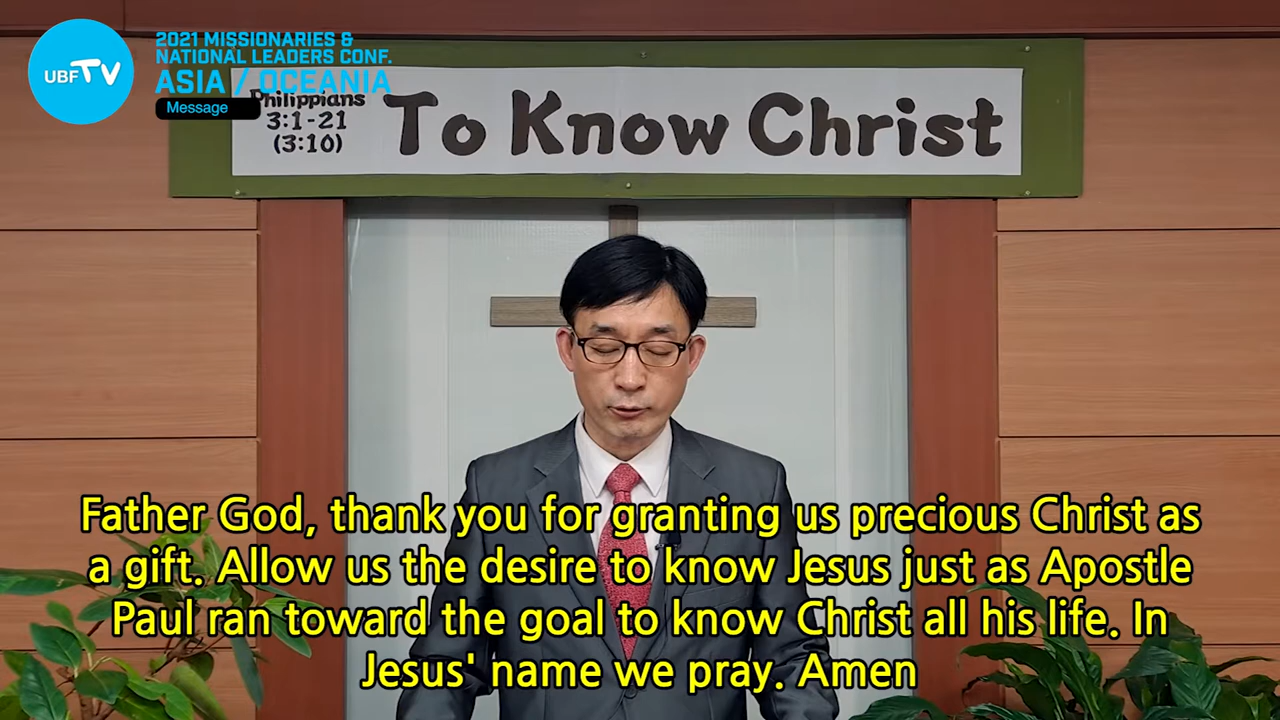 UBFTV
2021 MISSIONARIES &
NATIONAL LEADERS CONF.
ASIA / OCEANIA
Message
Philippians
3:1-21
(3:10)
To Know Christ
Father God, thank you for granting us precious Christ as
a gift. Allow us the desire to know Jesus just as Apostle
Paul ran toward the goal to know Christ all his life. In
Jesus' name we pray. Amen